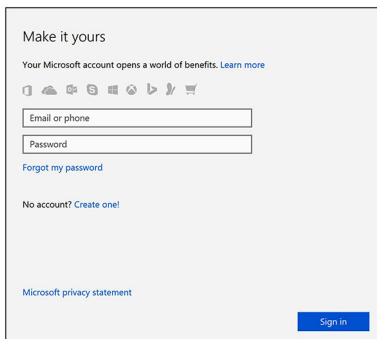 Make it yours
Your Microsoft account opens a world of benefits. Learn more
Email or phone
Password
Forgot my password
No account? Create one!
Microsoft privacy statement
Sign in